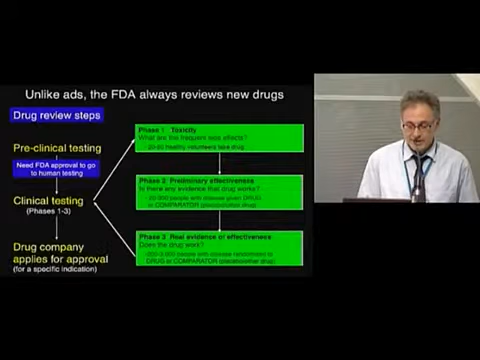 Unlike ads, the FDA always reviews new drugs
Drug review steps
Pre-clinical testing
Need FDA approval to go
to human testing
Clinical testing
(Phases 1-3)
Drug company
applies for approval
(for a specific indication)
Phase 1 Toxicity
What are the frequent side effects?
20-80 healthy volunteers take drug
Phase 2 Preliminary effectiveness
Is there any evidence that drug works?
people with disease given DRUG
or COMPARATOR (placebo/other drug)
Phase 3 Real evidence of effectiveness
Does the drug work?
people with disease randomized to
DRUG or COMPARATOR (placebo/other drug)